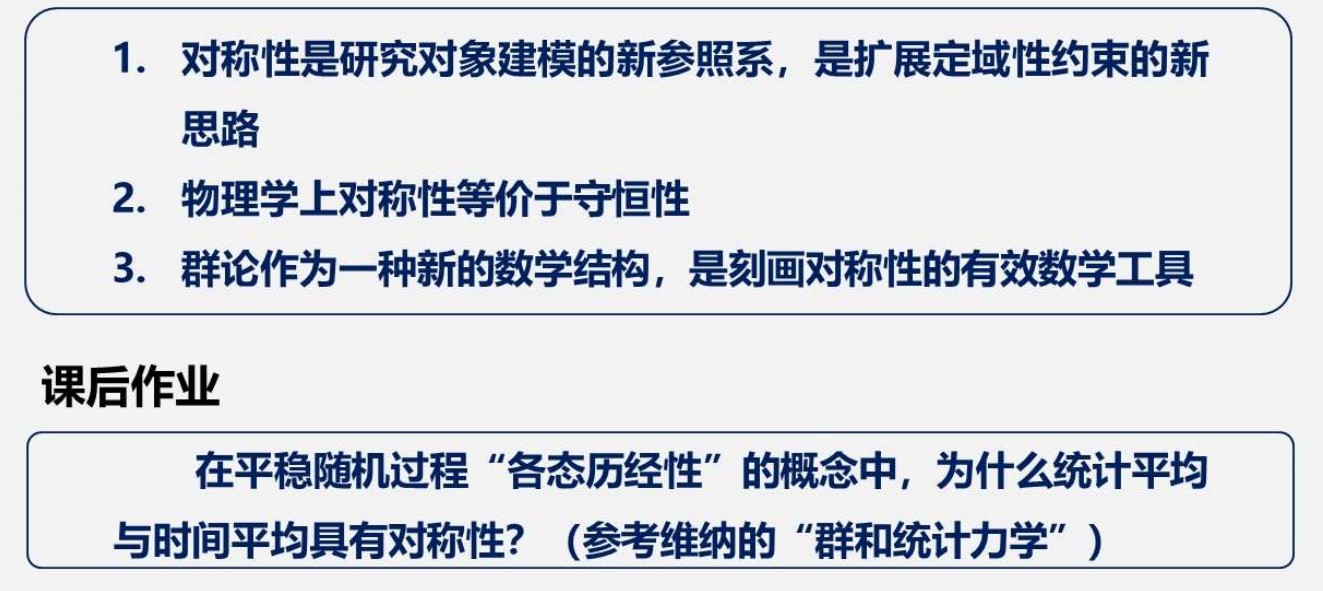 1. 对称性是研究对象建模的新参照系，是扩展定域性约束的新
思路
2. 物理学上对称性等价于守恒性
3. 群论作为一种新的数学结构，是刻画对称性的有效数学工具
课后作业
在平稳随机过程“各态历经性”的概念中，为什么统计平均
与时间平均具有对称性？（参考维纳的“群和统计力学”）